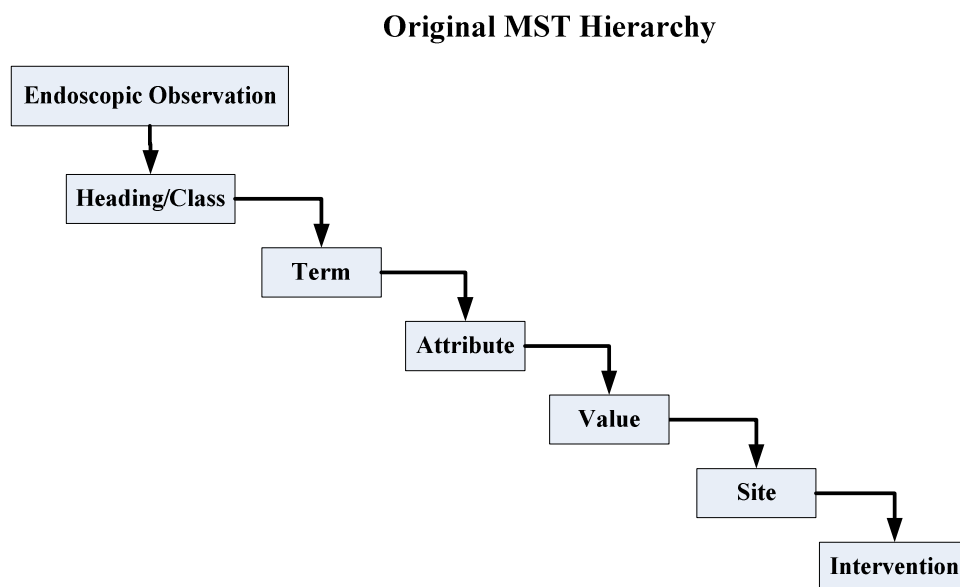 Original MST Hierarchy
Endoscopic Observation
Heading/Class
Term
Attribute
Value
Site
Intervention